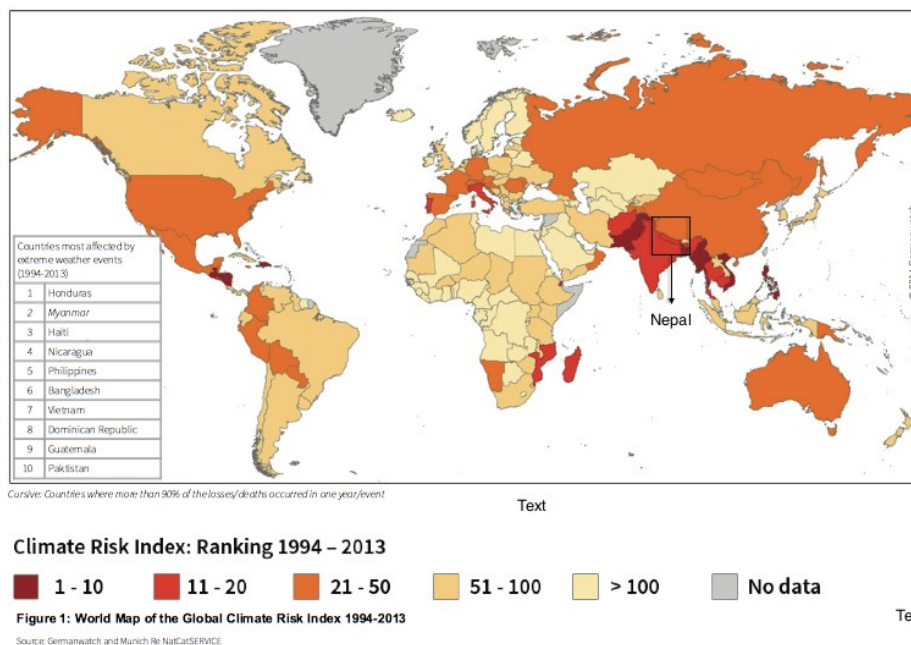 Countries most affected by
extreme weather events
(1994-2013)
1 Honduras
2 Myanmar
3 Haiti
4 Nicaragua
5 Philippines
6 Bangladesh
7 Vietnam
8 Dominican Republic
9 Guatemala
10 Paktistan
Nepal
Cursive: Countries where more than 90% of the losses/deaths occurred in one year/event
Text
Climate Risk Index: Ranking 1994 – 2013
1 - 10
11 - 20
21 - 50
51 - 100
> 100
No data
Figure 1: World Map of the Global Climate Risk Index 1994-2013
Te
Source: Germanwatch and Munich Re NatCatSERVICE